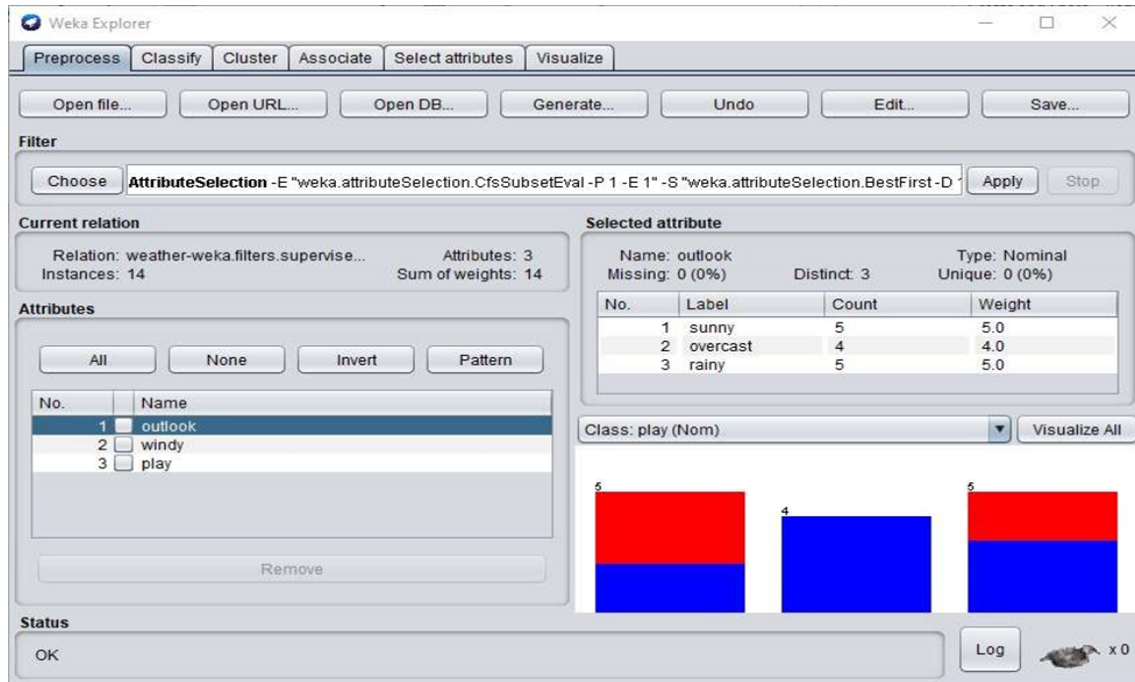 Weka Explorer
Preprocess Classify Cluster Associate Select attributes Visualize
Open file... Open URL... Open DB... Generate... Undo Edit... Save...
Filter
Choose AttributeSelection -E "weka.attributeSelection.CfsSubsetEval -P 1 -E 1" -S "weka.attributeSelection.BestFirst -D 1 Apply Stop
Current relation
Relation: weather-weka.filters.supervise... Attributes: 3
Instances: 14 Sum of weights: 14
Attributes
All None Invert Pattern
No. Name
1 outlook
2 windy
3 play
Remove
Selected attribute
Name: outlook Type: Nominal
Missing: 0 (0%) Distinct: 3 Unique: 0 (0%)
No. Label Count Weight
1 sunny 5 5.0
2 overcast 4 4.0
3 rainy 5 5.0
Class: play (Nom) Visualize All
5 4 5
Status
OK Log x 0